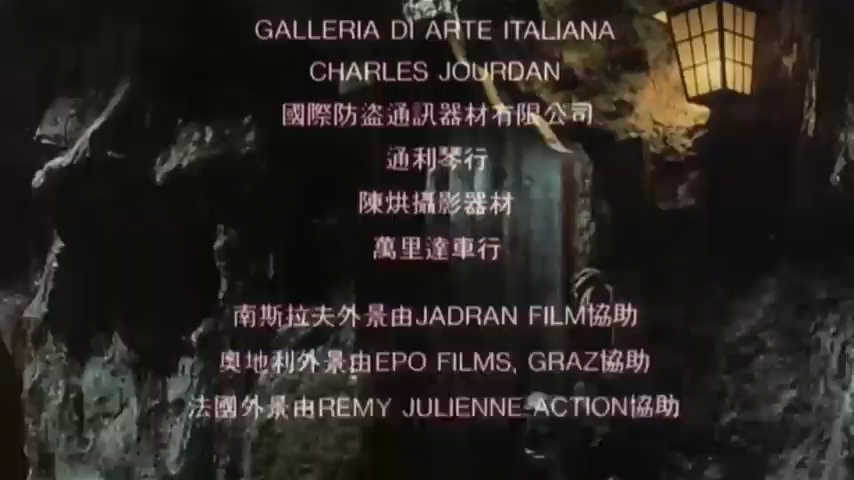 GALLERIA DI ARTE ITALIANA
CHARLES JOURDAN
國際防盜通訊器材有限公司
通利琴行
陳烘攝影器材
萬里達車行
南斯拉夫外景由JADRAN FILM協助
奧地利外景由EPO FILMS, GRAZ協助
法國外景由REMY JULIENNE-ACTION協助